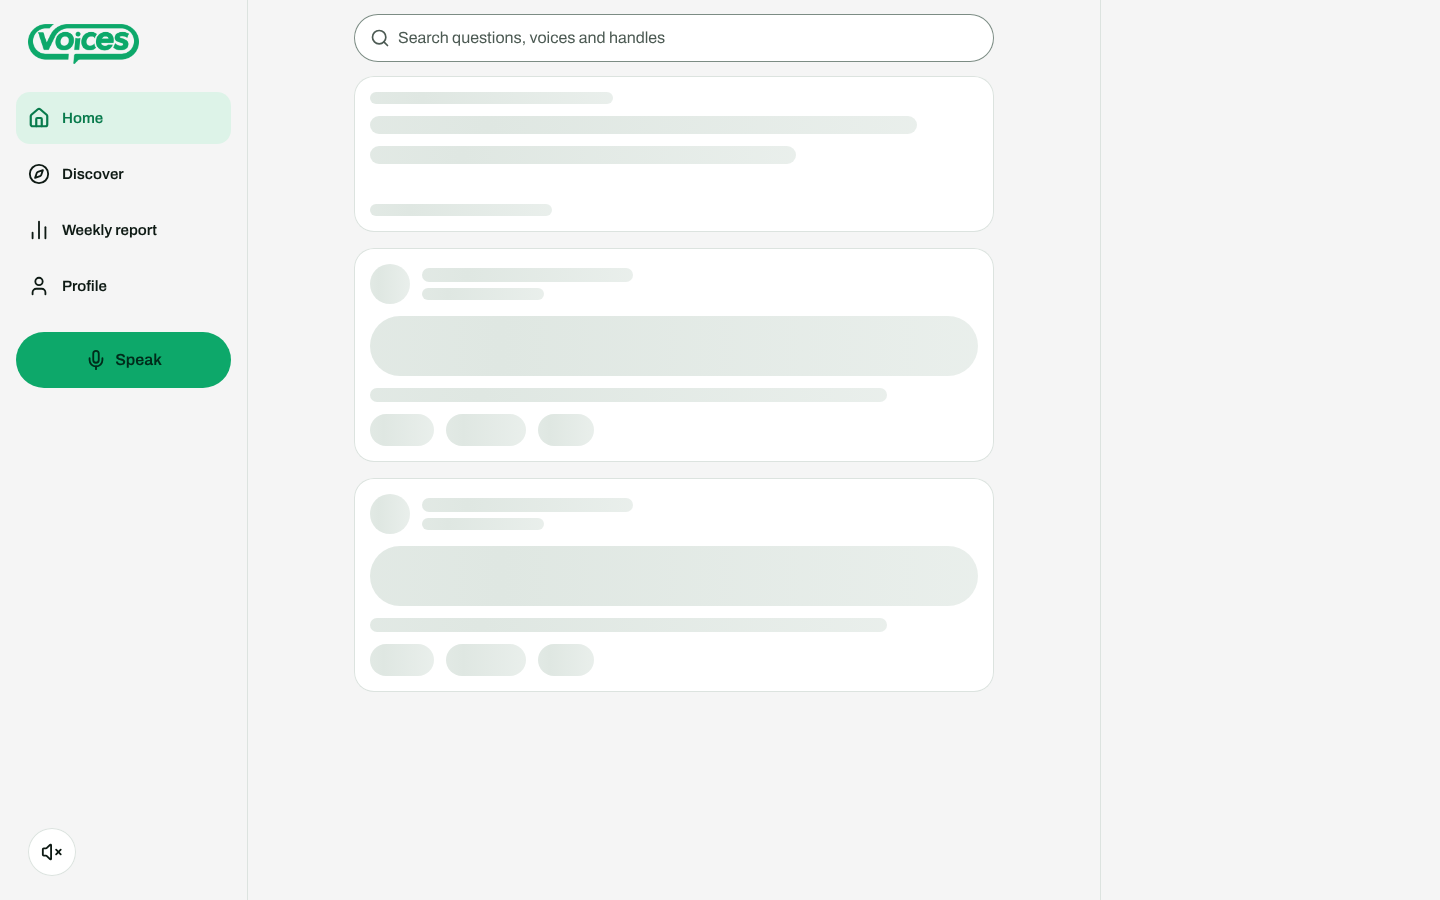 Voices
Search questions, voices and handles
Home
Discover
Weekly report
Profile
Speak